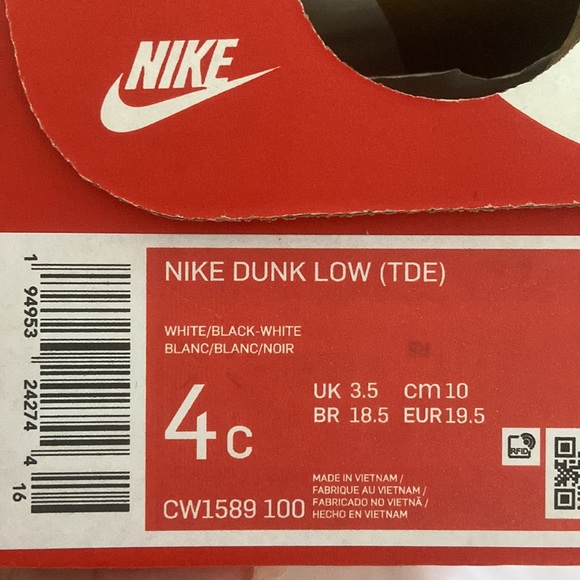 NIKE
NIKE DUNK LOW (TDE)
WHITE/BLACK-WHITE
BLANC/BLANC/NOIR
4C
UK 3.5 cm 10
BR 18.5 EUR 19.5
CW1589 100
MADE IN VIETNAM /
FABRIQUE AU VIETNAM /
FABRICADO NO VIETNÃ /
HECHO EN VIETNAM
RFID
1 94953 24274 4
16